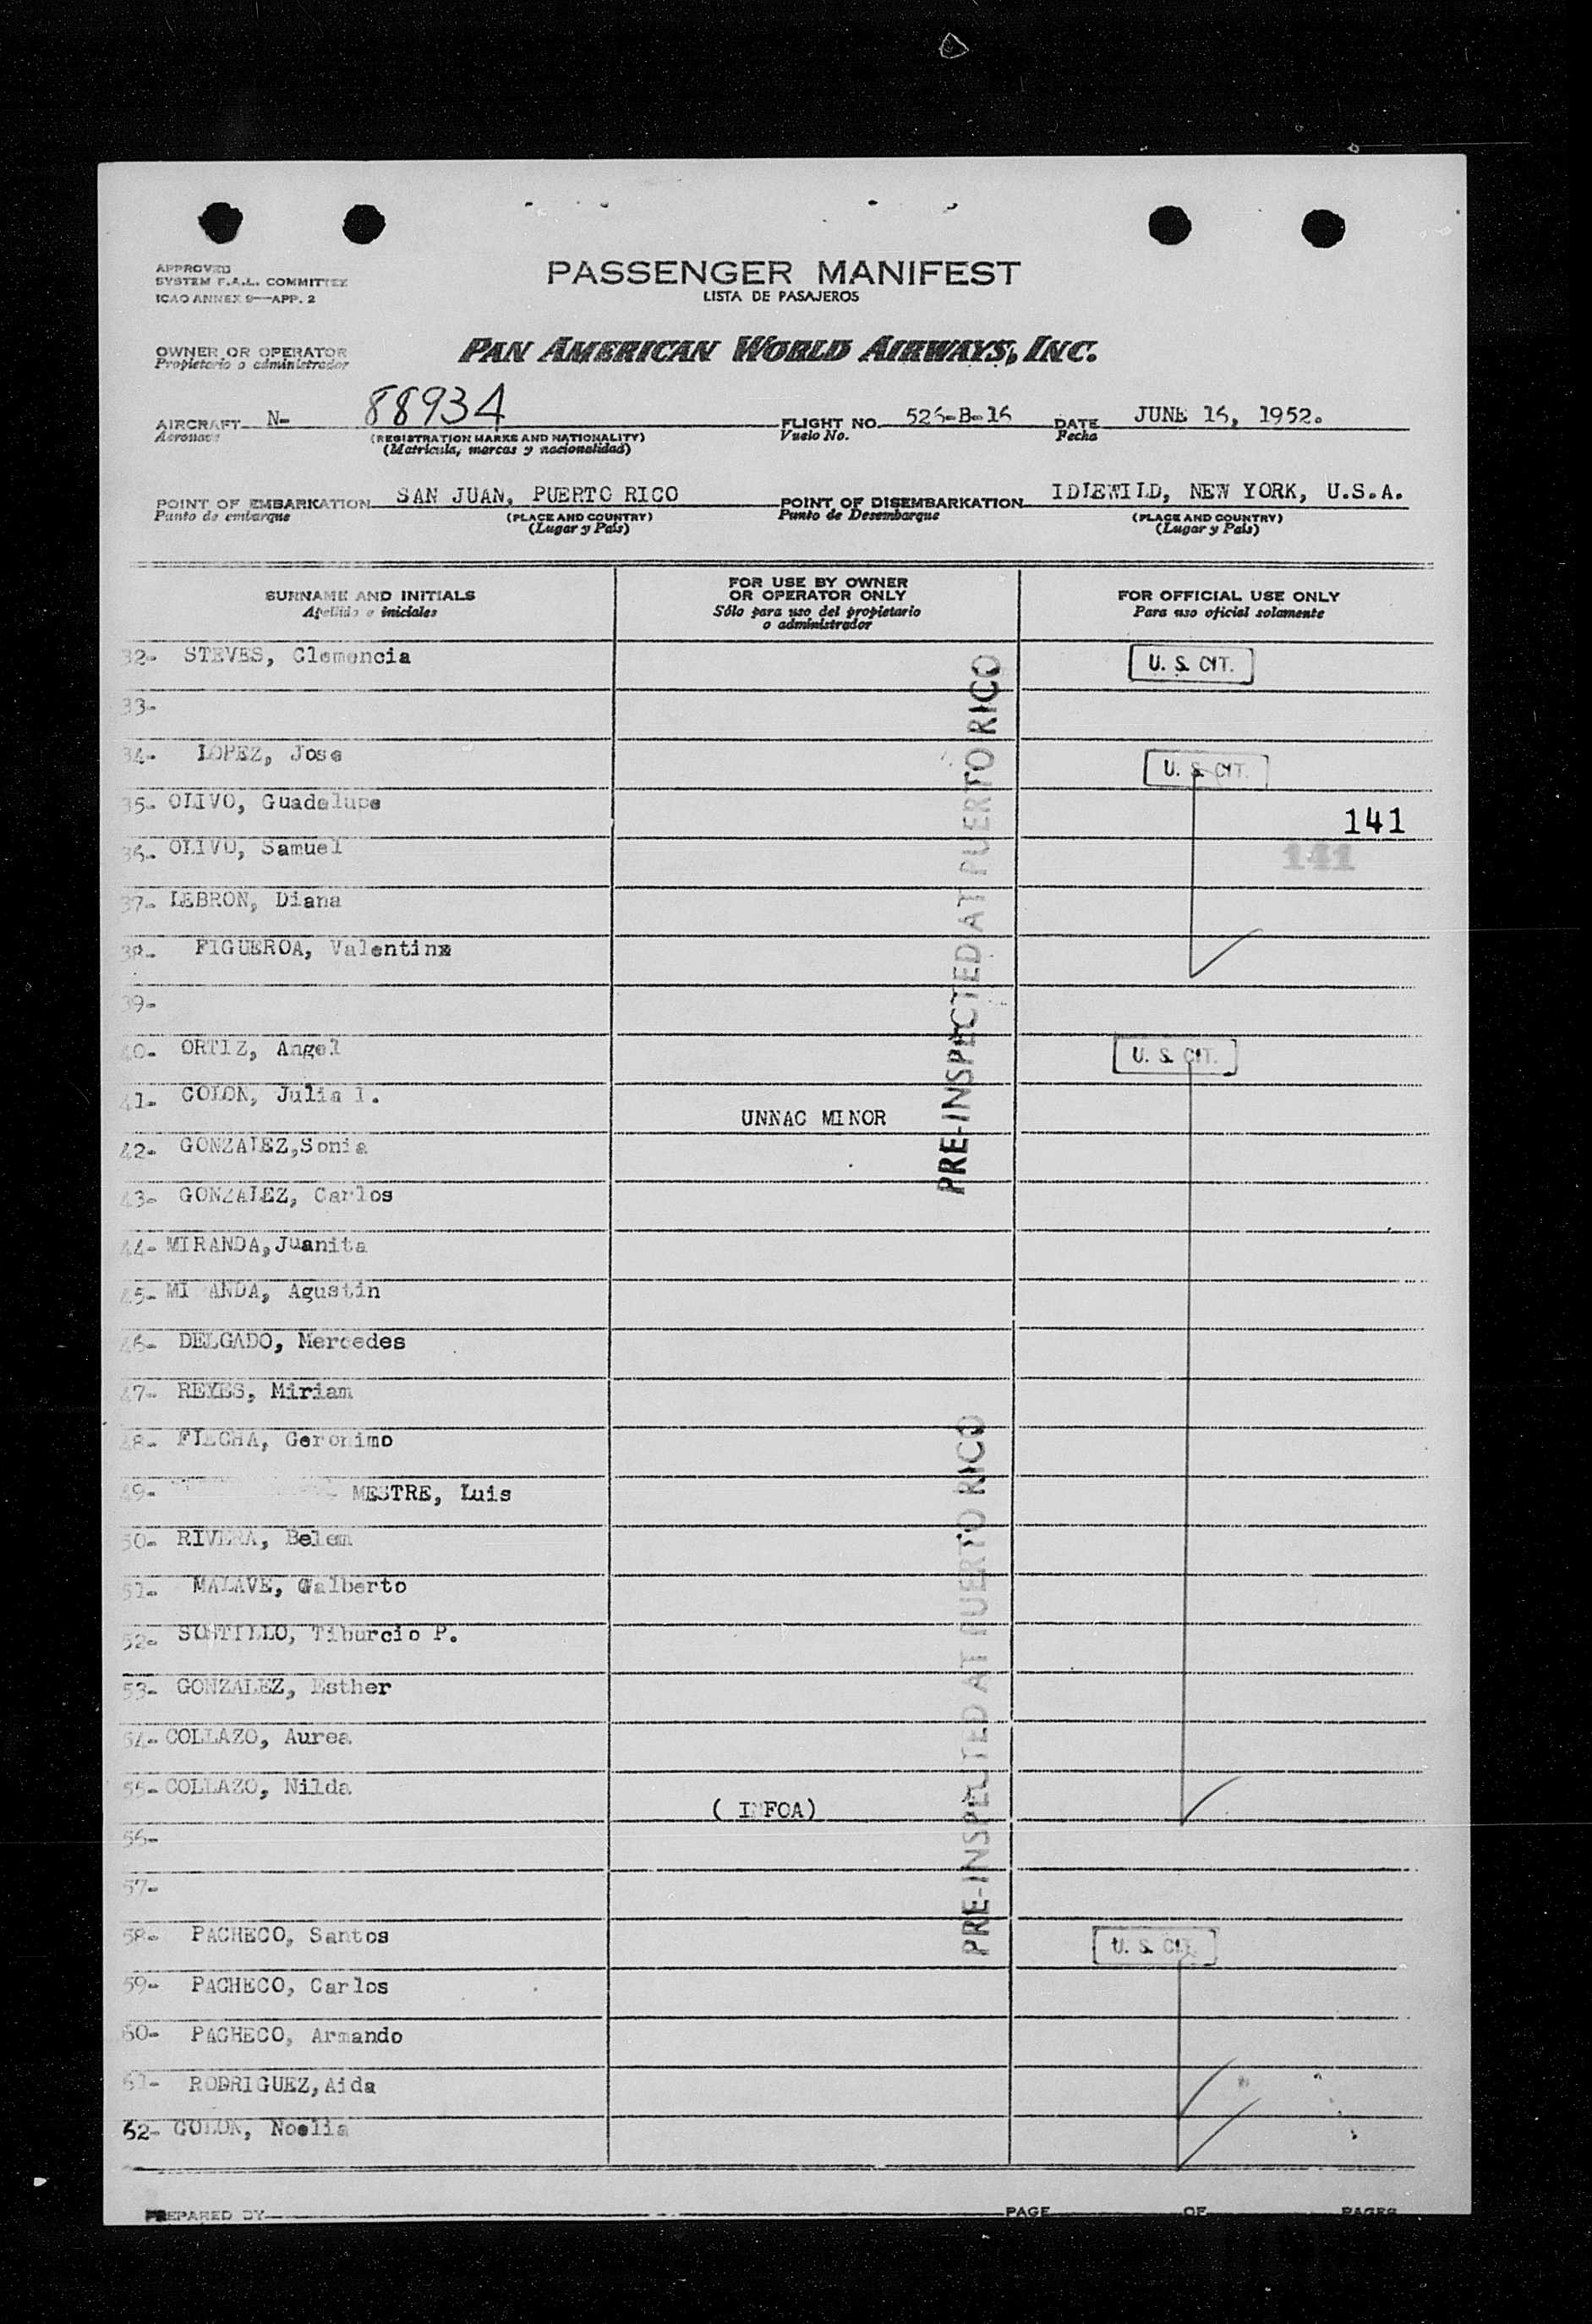 APPROVED
SYSTEM F.A.L. COMMITTEE
ICAO ANNEX 9—APP. 2
PASSENGER MANIFEST
LISTA DE PASAJEROS
OWNER OR OPERATOR
Propietario o administrador
PAN AMERICAN WORLD AIRWAYS, INC.
AIRCRAFT N- 88934 FLIGHT NO. 526-B-16 DATE JUNE 16, 1952.
Aeronave (REGISTRATION MARKS AND NATIONALITY) Vuelo No. Fecha
(Matrícula, marcas y nacionalidad)
POINT OF EMBARKATION SAN JUAN, PUERTO RICO POINT OF DISEMBARKATION IDLEWILD, NEW YORK, U.S.A.
Punto de embarque (PLACE AND COUNTRY) Punto de Desembarque (PLACE AND COUNTRY)
(Lugar y País) (Lugar y País)
SURNAME AND INITIALS
Apellido e iniciales
FOR USE BY OWNER
OR OPERATOR ONLY
Sólo para uso del propietario
o administrador
FOR OFFICIAL USE ONLY
Para uso oficial solamente
32- STEVES, Clemencia U. S. CIT.
33-
34- LOPEZ, Jose U. S. CIT.
35- OLIVO, Guadalupe 141
36- OLIVO, Samuel 141
37- LEBRON, Diana
38- FIGUEROA, Valentina
39-
40- ORTIZ, Angel U. S. CIT.
41- COLON, Julia I.
UNNAC MINOR
42- GONZALEZ,Sonia
43- GONZALEZ, Carlos
44- MIRANDA,Juanita
45- MI ANDA, Agustin
46- DELGADO, Mercedes
47- REYES, Miriam
48- FLECHA, Geronimo
49- MESTRE, Luis
50- RIVERA, Belen
51- MALAVE, Galberto
52- Tiburcio P.
53- GONZALEZ, Esther
54- COLLAZO, Aurea
55- COLLAZO, Nilda
( INFOA)
56-
57-
58- PACHECO, Santos U. S. CIT.
59- PACHECO, Carlos
60- PACHECO, Armando
61- RODRIGUEZ,Aida
62- COLON, Noelia
PRE-INSPECTED AT PUERTO RICO
PRE-INSPECTED AT PUERTO RICO
PREPARED BY PAGE OF PAGES